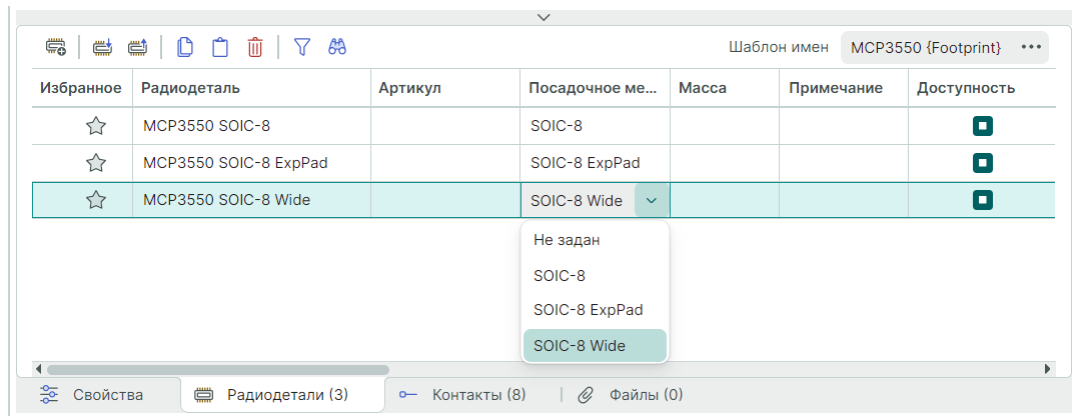 Шаблон имен MCP3550 {Footprint} •••
Избранное Радиодеталь Артикул Посадочное ме... Масса Примечание Доступность
MCP3550 SOIC-8 SOIC-8
MCP3550 SOIC-8 ExpPad SOIC-8 ExpPad
MCP3550 SOIC-8 Wide SOIC-8 Wide
Не задан
SOIC-8
SOIC-8 ExpPad
SOIC-8 Wide
Свойства Радиодетали (3) Контакты (8) Файлы (0)